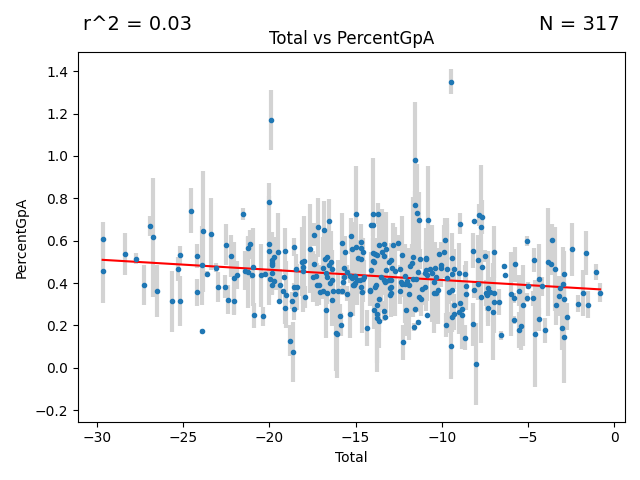 r^2 = 0.03 N = 317
Total vs PercentGpA
1.4
1.2
1.0
0.8
0.6
0.4
0.2
0.0
−0.2
PercentGpA
−30 −25 −20 −15 −10 −5 0
Total